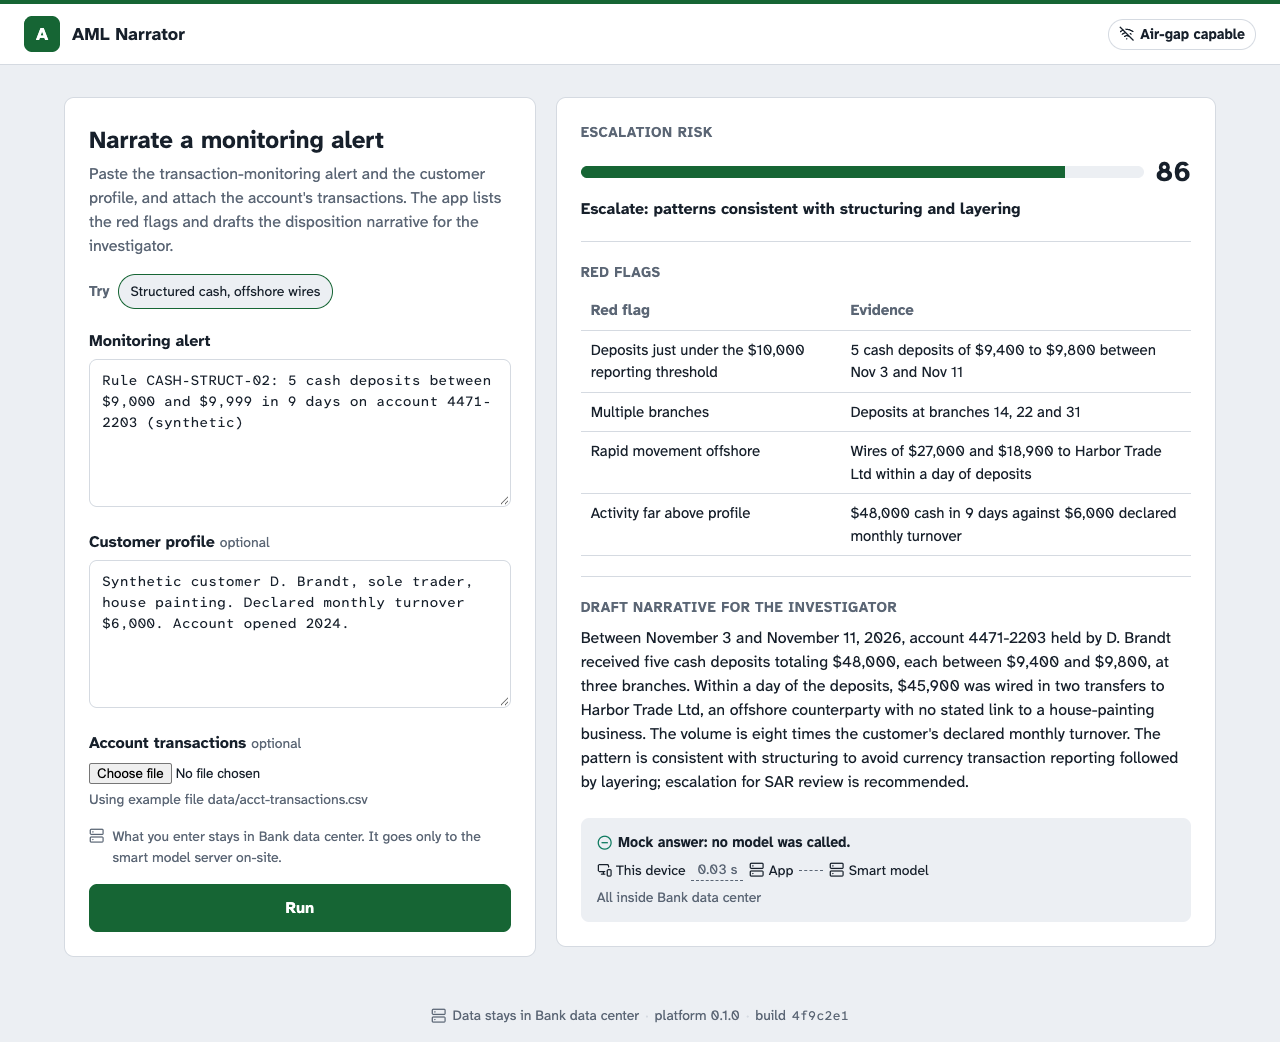 A
AML Narrator
Air-gap capable
Narrate a monitoring alert
Paste the transaction-monitoring alert and the customer
profile, and attach the account's transactions. The app lists
the red flags and drafts the disposition narrative for the
investigator.
Try
Structured cash, offshore wires
Monitoring alert
Rule CASH-STRUCT-02: 5 cash deposits between
$9,000 and $9,999 in 9 days on account 4471-
2203 (synthetic)
Customer profile optional
Synthetic customer D. Brandt, sole trader,
house painting. Declared monthly turnover
$6,000. Account opened 2024.
Account transactions optional
Choose file No file chosen
Using example file data/acct-transactions.csv
What you enter stays in Bank data center. It goes only to the
smart model server on-site.
Run
ESCALATION RISK
86
Escalate: patterns consistent with structuring and layering
RED FLAGS
Red flag Evidence
Deposits just under the $10,000
reporting threshold
5 cash deposits of $9,400 to $9,800 between
Nov 3 and Nov 11
Multiple branches
Deposits at branches 14, 22 and 31
Rapid movement offshore
Wires of $27,000 and $18,900 to Harbor Trade
Ltd within a day of deposits
Activity far above profile
$48,000 cash in 9 days against $6,000 declared
monthly turnover
DRAFT NARRATIVE FOR THE INVESTIGATOR
Between November 3 and November 11, 2026, account 4471-2203 held by D. Brandt
received five cash deposits totaling $48,000, each between $9,400 and $9,800, at
three branches. Within a day of the deposits, $45,900 was wired in two transfers to
Harbor Trade Ltd, an offshore counterparty with no stated link to a house-painting
business. The volume is eight times the customer's declared monthly turnover. The
pattern is consistent with structuring to avoid currency transaction reporting followed
by layering; escalation for SAR review is recommended.
Mock answer: no model was called.
This device 0.03 s App Smart model
All inside Bank data center
Data stays in Bank data center · platform 0.1.0 · build 4f9c2e1